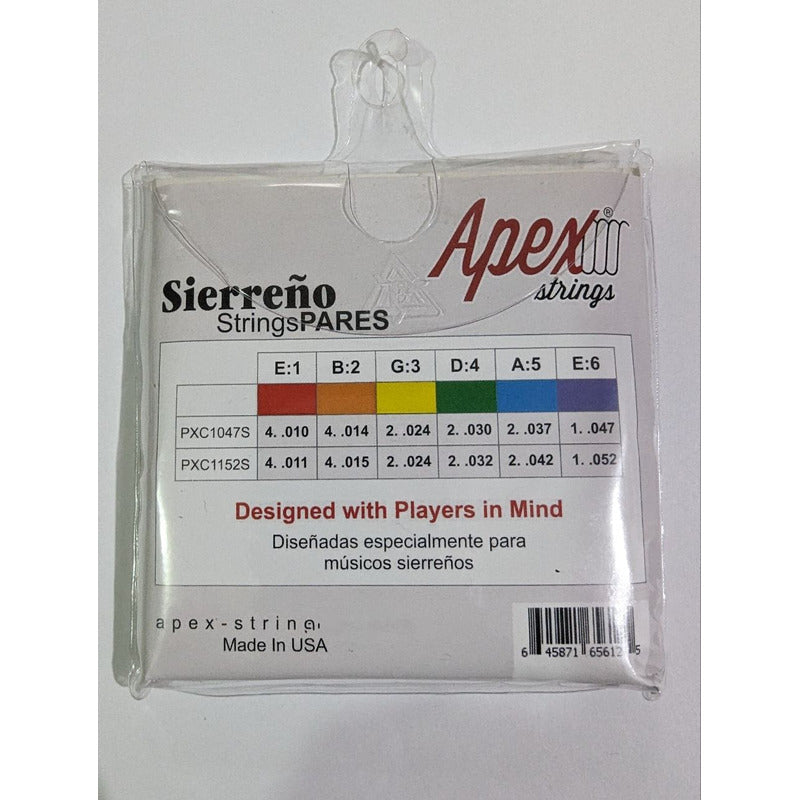 Apex®
strings
Sierreño
StringsPARES
E:1 B:2 G:3 D:4 A:5 E:6
PXC1047S 4. .010 4. .014 2. .024 2. .030 2. .037 1. .047
PXC1152S 4. .011 4. .015 2. .024 2. .032 2. .042 1. .052
Designed with Players in Mind
Diseñadas especialmente para
músicos sierreños
apex-string
Made In USA
6 45871 65612 5